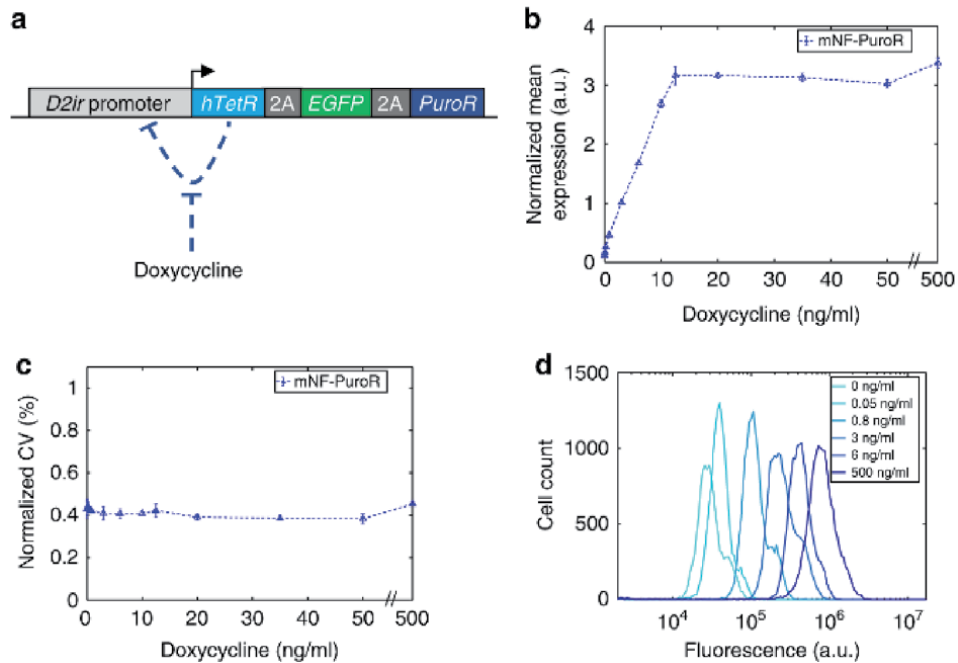 a
D2ir promoter hTetR 2A EGFP 2A PuroR
Doxycycline
b
mNF-PuroR
Normalized mean
expression (a.u.)
4
3
2
1
0
0 10 20 30 40 50 // 500
Doxycycline (ng/ml)
c
mNF-PuroR
Normalized CV (%)
1
0.8
0.6
0.4
0.2
0
0 10 20 30 40 50 // 500
Doxycycline (ng/ml)
d
0 ng/ml
0.05 ng/ml
0.8 ng/ml
3 ng/ml
6 ng/ml
500 ng/ml
Cell count
1500
1000
500
0
10⁴ 10⁵ 10⁶ 10⁷
Fluorescence (a.u.)